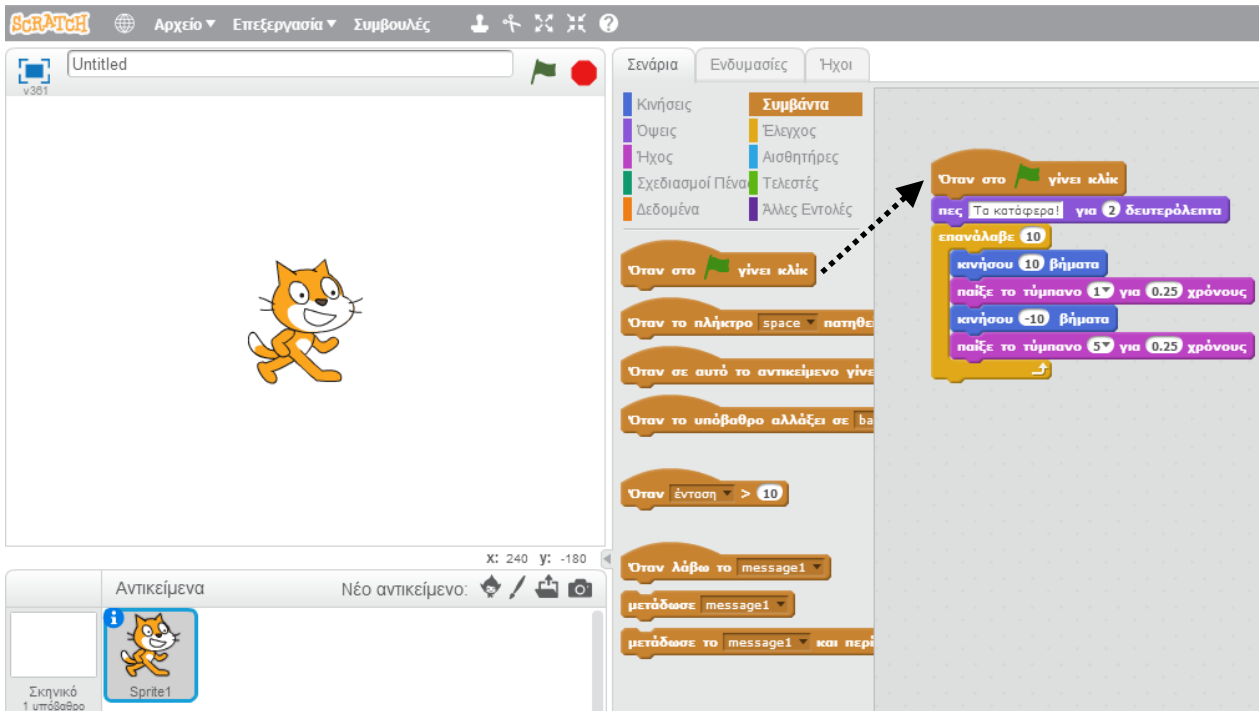 SCRATCH Αρχείο Επεξεργασία Συμβουλές
Untitled
v361
Σενάρια Ενδυμασίες Ήχοι
Κινήσεις Συμβάντα
Όψεις Έλεγχος
Ήχος Αισθητήρες
Σχεδιασμοί Πένα Τελεστές
Δεδομένα Άλλες Εντολές
Όταν στο γίνει κλικ
Όταν το πλήκτρο space πατηθε
Όταν σε αυτό το αντικείμενο γίνε
Όταν το υπόβαθρο αλλάξει σε ba
Όταν ένταση > 10
Όταν λάβω το message1
μετάδωσε message1
μετάδωσε το message1 και περί
Όταν στο γίνει κλικ
πες Τα κατάφερα! για 2 δευτερόλεπτα
επανάλαβε 10
κινήσου 10 βήματα
παίξε το τύμπανο 1 για 0.25 χρόνους
κινήσου -10 βήματα
παίξε το τύμπανο 5 για 0.25 χρόνους
x: 240 y: -180
Αντικείμενα Νέο αντικείμενο:
Sprite1
Σκηνικό
1 υπόβαθρο